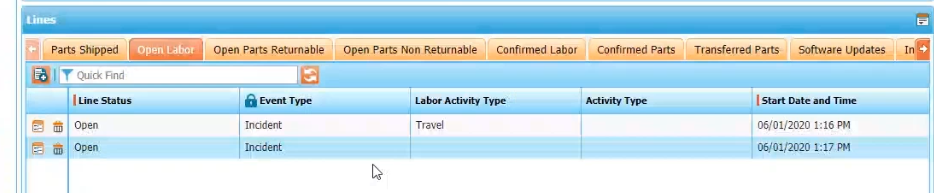 Lines
Parts Shipped Open Labor Open Parts Returnable Open Parts Non Returnable Confirmed Labor Confirmed Parts Transferred Parts Software Updates In
Quick Find
Line Status Event Type Labor Activity Type Activity Type Start Date and Time
Open Incident Travel 06/01/2020 1:16 PM
Open Incident 06/01/2020 1:17 PM